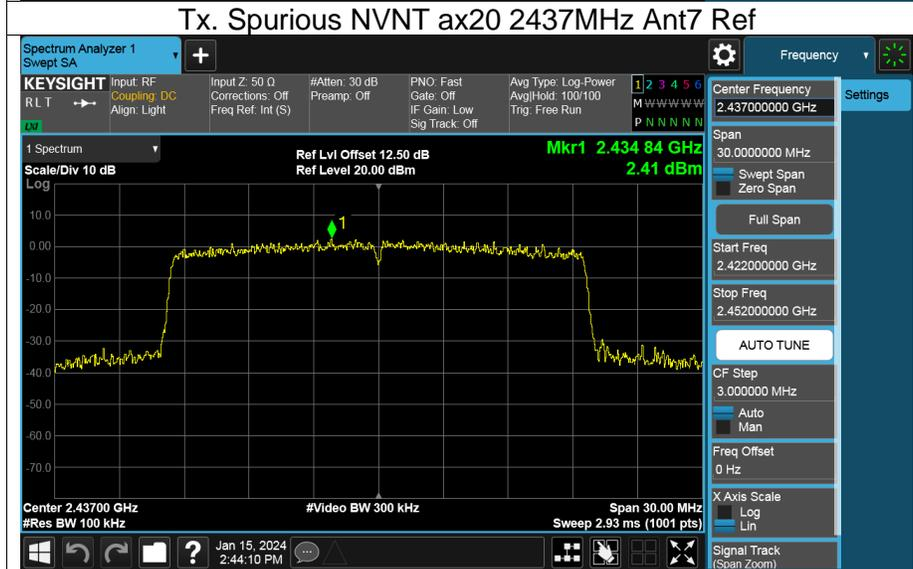 Tx. Spurious NVNT ax20 2437MHz Ant7 Ref
Spectrum Analyzer 1
Swept SA
+
Frequency
KEYSIGHT
R L T
LXI
Input: RF
Coupling: DC
Align: Light
Input Z: 50 Ω
Corrections: Off
Freq Ref: Int (S)
#Atten: 30 dB
Preamp: Off
PNO: Fast
Gate: Off
IF Gain: Low
Sig Track: Off
Avg Type: Log-Power
Avg|Hold: 100/100
Trig: Free Run
1 2 3 4 5 6
M W W W W W
P N N N N N
1 Spectrum
Scale/Div 10 dB
Ref Lvl Offset 12.50 dB
Ref Level 20.00 dBm
Mkr1 2.434 84 GHz
2.41 dBm
Log
1
10.0
0.00
-10.0
-20.0
-30.0
-40.0
-50.0
-60.0
-70.0
Center 2.43700 GHz
#Res BW 100 kHz
#Video BW 300 kHz
Span 30.00 MHz
Sweep 2.93 ms (1001 pts)
?
Jan 15, 2024
2:44:10 PM
Center Frequency
2.437000000 GHz
Span
30.0000000 MHz
Swept Span
Zero Span
Full Span
Start Freq
2.422000000 GHz
Stop Freq
2.452000000 GHz
AUTO TUNE
CF Step
3.000000 MHz
Auto
Man
Freq Offset
0 Hz
X Axis Scale
Log
Lin
Signal Track
(Span Zoom)
Settings